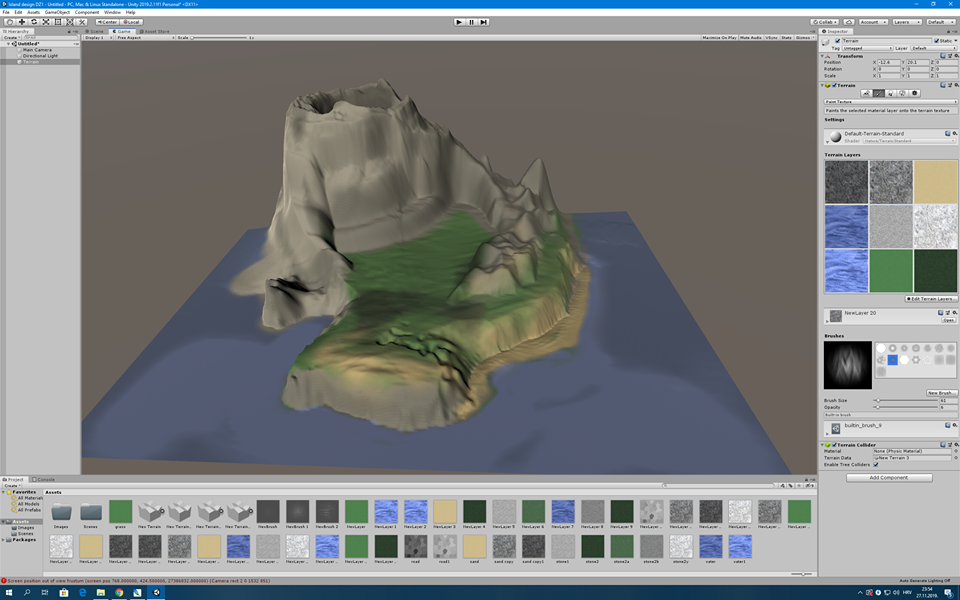 Island design DZ1 - PC, Mac & Linux Standalone - Unity 2019.2.11f1 Personal* <DX11>
File Edit Assets GameObject Component Window Help
Center Local Collab Account Layers Default
Hierarchy Scene Game Asset Store Inspector
Create Display 1 Free Aspect Scale 1x Maximize On Play Mute Audio VSync Stats Gizmos
Untitled*
Main Camera
Directional Light
Terrain
Terrain Static
Tag Untagged Layer Default
Transform
Position X -12.6 Y 20.1 Z 0
Rotation X 0 Y 0 Z 0
Scale X 1 Y 1 Z 1
Terrain
Paint Texture
Paints the selected material layer onto the terrain texture
Settings
Default-Terrain-Standard
Shader Nature/Terrain/Standard
Terrain Layers
Edit Terrain Layers...
NewLayer 20
Open
Brushes
New Brush...
Brush Size 61
Opacity 6
Built-in brush
builtin_brush_9
Terrain Collider
Material None (Physic Material)
Terrain Data New Terrain 3
Enable Tree Colliders
Add Component
Project Console
Create
Favorites
All Materials
All Models
All Prefabs
Assets
Images
Scenes
Packages
Assets
Images Scenes grass New Terrain New Terrain... New Terrain... New Terrain... NewBrush NewBrush 1 NewBrush 2 NewLayer NewLayer 1 NewLayer 2 NewLayer 3 NewLayer 4 NewLayer 5 NewLayer 6 NewLayer 7 NewLayer 8 NewLayer 9 NewLayer... NewLayer... NewLayer... NewLayer... NewLayer... NewLayer...
NewLayer... NewLayer... NewLayer... NewLayer... NewLayer... NewLayer... NewLayer... NewLayer... NewLayer... NewLayer... NewLayer... NewLayer... road road1 sand sand copy sand copy1 stone1 stone2 stone2a stone2b stone2y water water1
Screen position out of view frustum (screen pos 768.000000, 424.500000, 27386832.000000) (Camera rect 2 0 1532 851)
Auto Generate Lighting Off
HRV 23:54
27.11.2019.